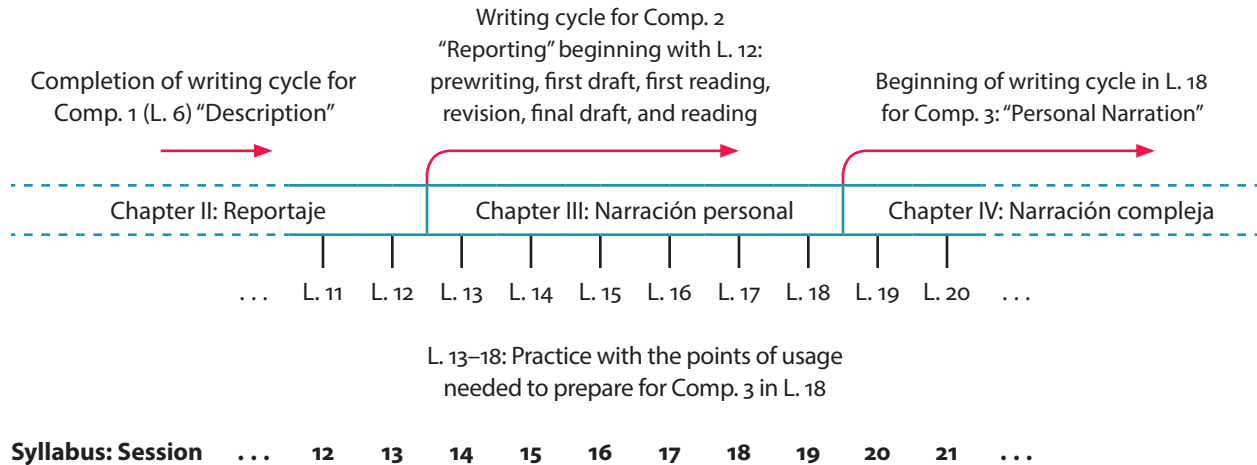 Completion of writing cycle for
Comp. 1 (L. 6) “Description”
Writing cycle for Comp. 2
“Reporting” beginning with L. 12:
prewriting, first draft, first reading,
revision, final draft, and reading
Beginning of writing cycle in L. 18
for Comp. 3: “Personal Narration”
Chapter II: Reportaje
Chapter III: Narración personal
Chapter IV: Narración compleja
. . . L. 11 L. 12 L. 13 L. 14 L. 15 L. 16 L. 17 L. 18 L. 19 L. 20 . . .
L. 13–18: Practice with the points of usage
needed to prepare for Comp. 3 in L. 18
Syllabus: Session . . . 12 13 14 15 16 17 18 19 20 21 . . .